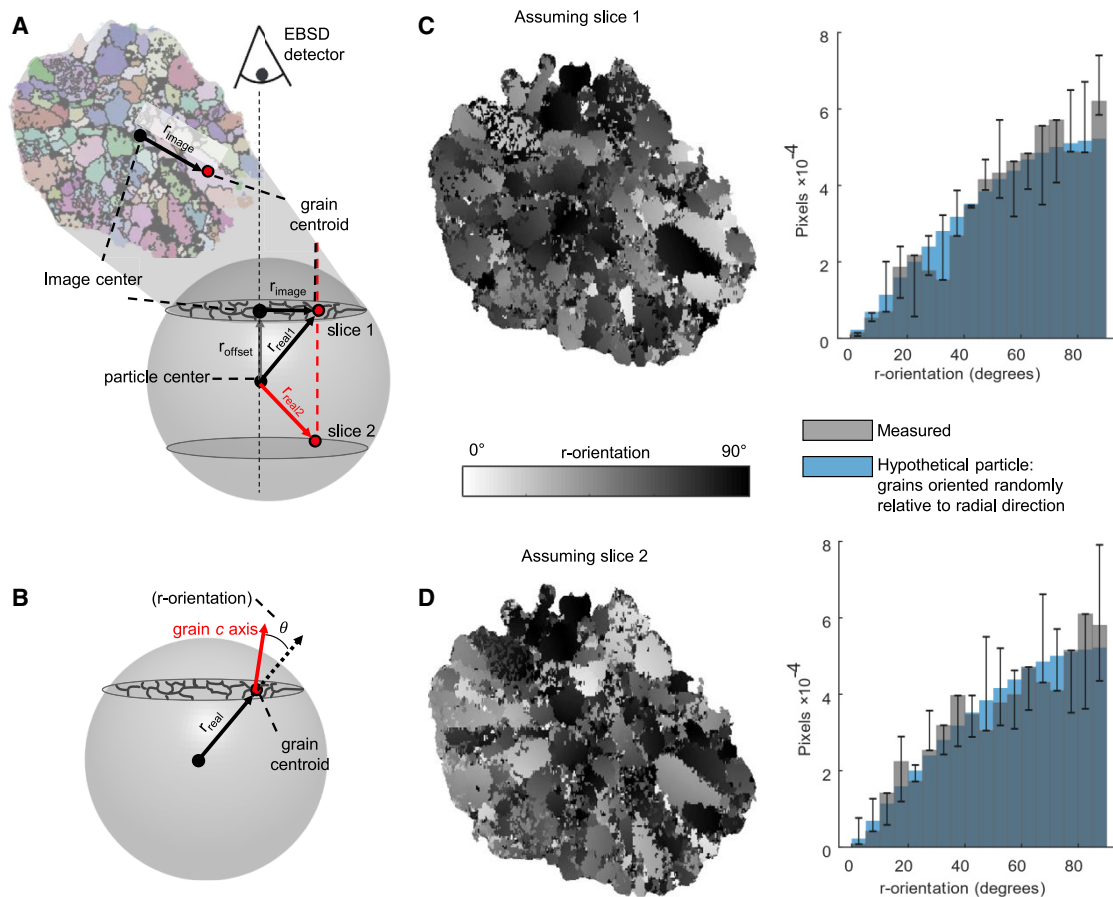 A
EBSD
detector
r_image
grain
centroid
Image center
r_image
slice 1
r_offset
r_real1
particle center
r_real2
slice 2
B
(r-orientation)
grain c axis
θ
r_real
grain
centroid
C
Assuming slice 1
8
6
4
2
0
Pixels ×10⁻⁴
0 20 40 60 80
r-orientation (degrees)
0° r-orientation 90°
Measured
Hypothetical particle:
grains oriented randomly
relative to radial direction
D
Assuming slice 2
8
6
4
2
0
Pixels ×10⁻⁴
0 20 40 60 80
r-orientation (degrees)